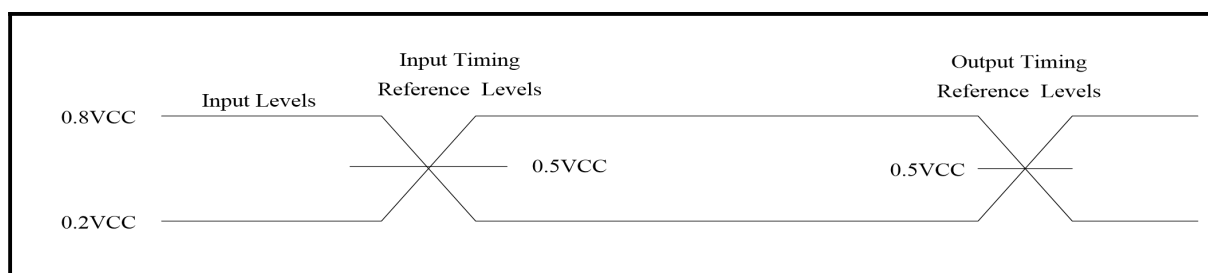 Input Timing
Reference Levels
Output Timing
Reference Levels
Input Levels
0.8VCC
0.5VCC
0.5VCC
0.2VCC